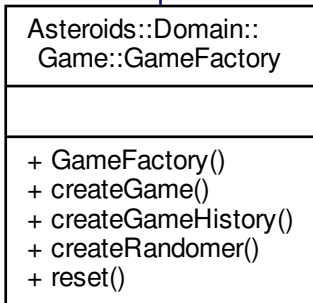 Asteroids::Domain::
Game::GameFactory
+ GameFactory()
+ createGame()
+ createGameHistory()
+ createRandomer()
+ reset()